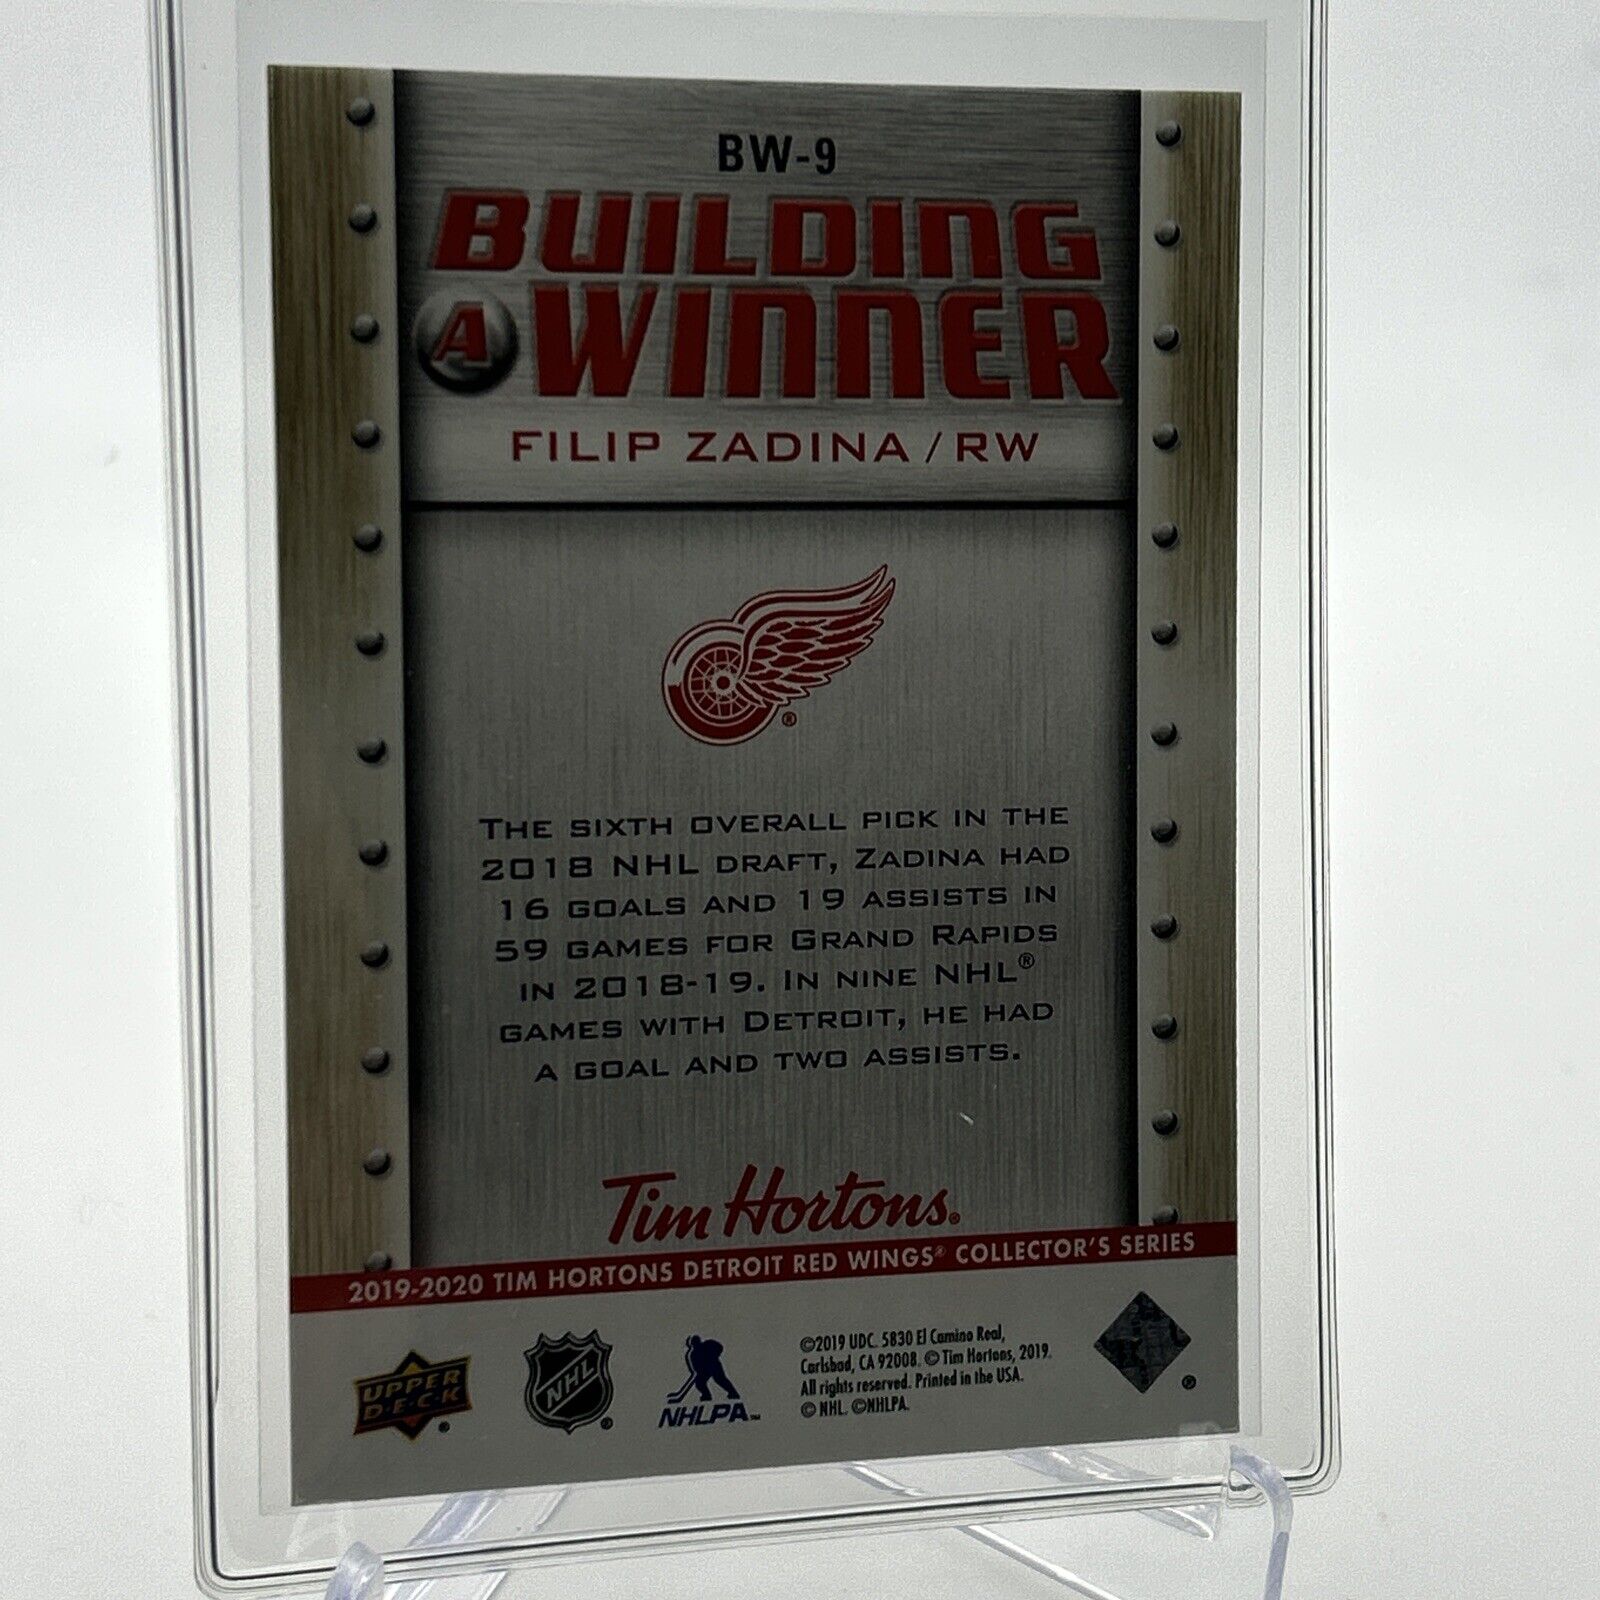 BW-9
BUILDING
A WINNER
FILIP ZADINA / RW
®
THE SIXTH OVERALL PICK IN THE
2018 NHL DRAFT, ZADINA HAD
16 GOALS AND 19 ASSISTS IN
59 GAMES FOR GRAND RAPIDS
IN 2018-19. IN NINE NHL®
GAMES WITH DETROIT, HE HAD
A GOAL AND TWO ASSISTS.
Tim Hortons®
2019-2020 TIM HORTONS DETROIT RED WINGS® COLLECTOR'S SERIES
UPPER
D·E·C·K ®
NHL ®
NHLPA™
©2019 UDC. 5830 El Camino Real,
Carlsbad, CA 92008. © Tim Hortons, 2019.
All rights reserved. Printed in the USA.
© NHL. ©NHLPA.
®